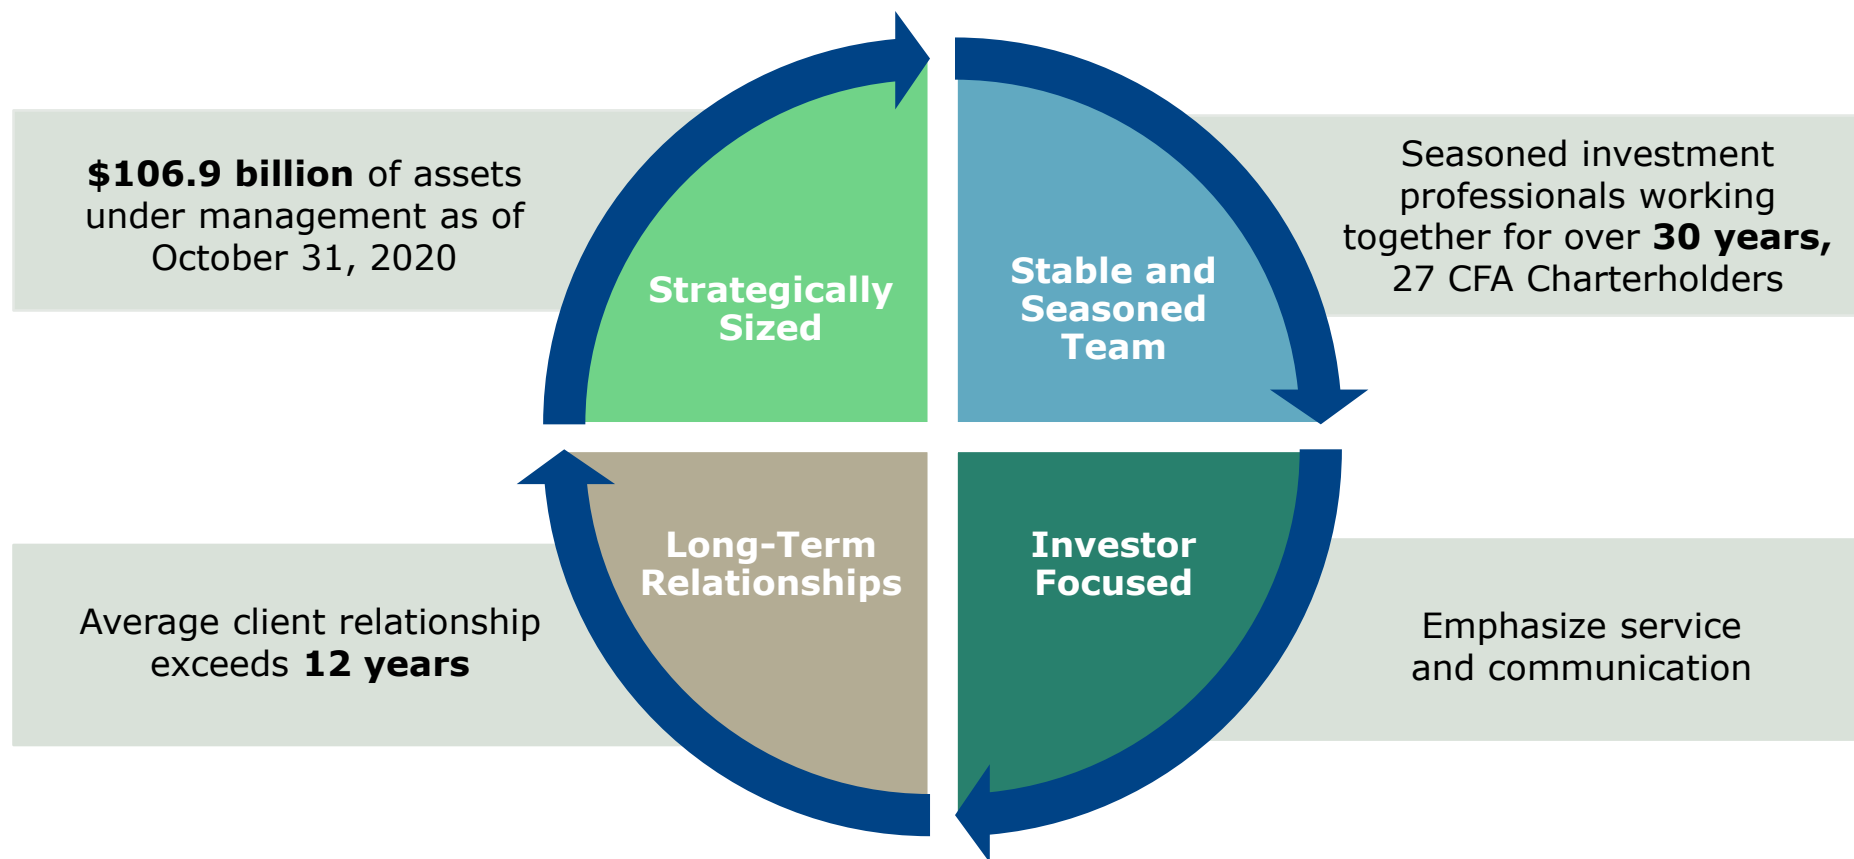 $106.9 billion of assets
under management as of
October 31, 2020
Strategically
Sized
Stable and
Seasoned
Team
Seasoned investment
professionals working
together for over 30 years,
27 CFA Charterholders
Average client relationship
exceeds 12 years
Long-Term
Relationships
Investor
Focused
Emphasize service
and communication